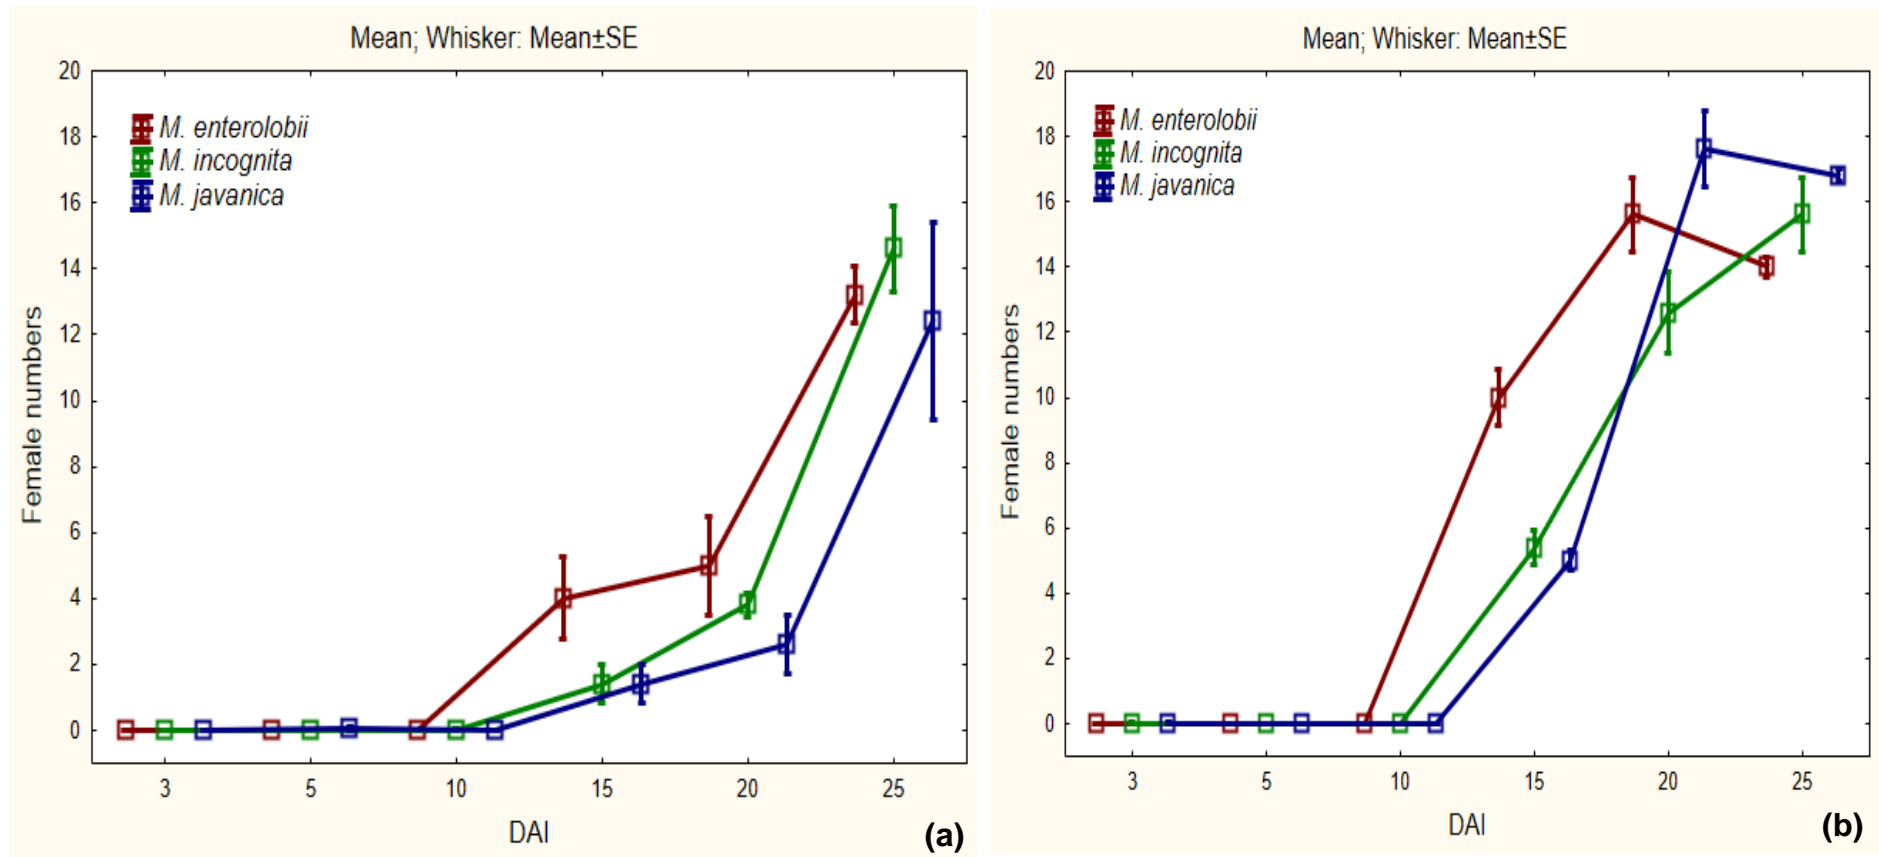 Mean; Whisker: Mean±SE
20
18
16
14
12
10
8
6
4
2
0
Female numbers
M. enterolobii
M. incognita
M. javanica
3 5 10 15 20 25
DAI
(a)
Mean; Whisker: Mean±SE
20
18
16
14
12
10
8
6
4
2
0
Female numbers
M. enterolobii
M. incognita
M. javanica
3 5 10 15 20 25
DAI
(b)